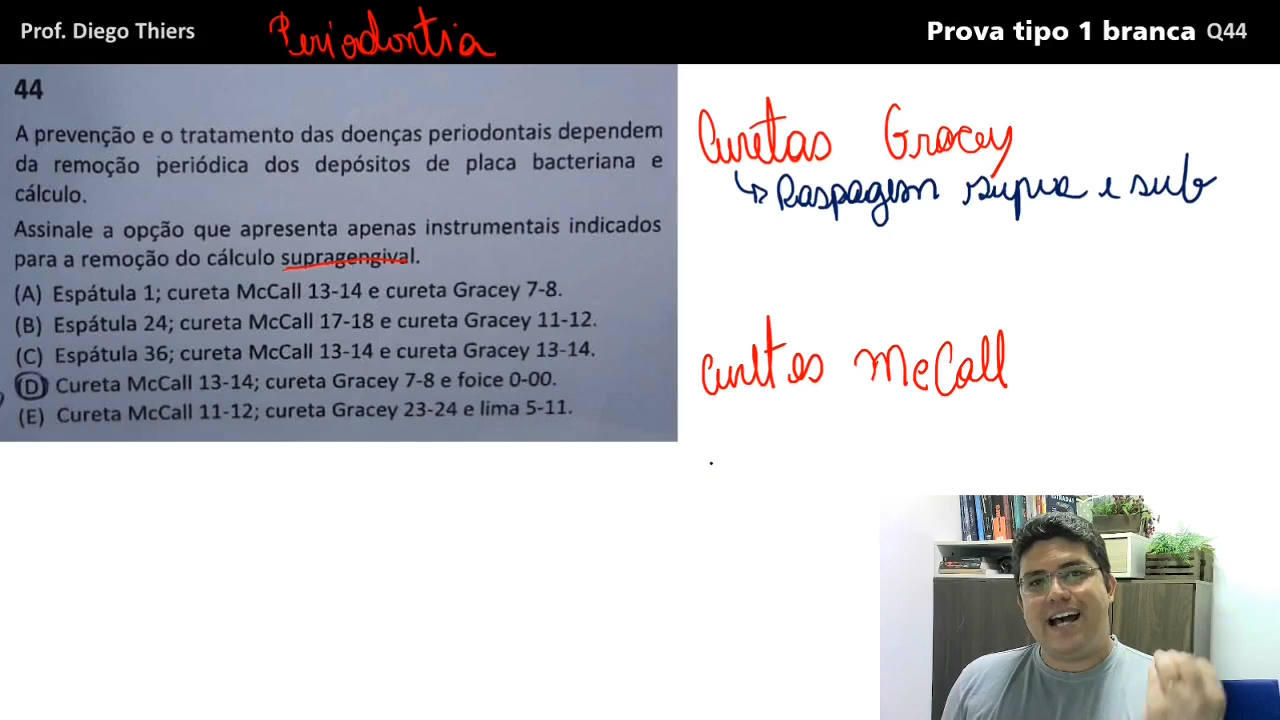 Prof. Diego Thiers
Periodontia
Prova tipo 1 branca Q44
44
A prevenção e o tratamento das doenças periodontais dependem
da remoção periódica dos depósitos de placa bacteriana e
cálculo.
Assinale a opção que apresenta apenas instrumentais indicados
para a remoção do cálculo supragengival.
(A) Espátula 1; cureta McCall 13-14 e cureta Gracey 7-8.
(B) Espátula 24; cureta McCall 17-18 e cureta Gracey 11-12.
(C) Espátula 36; cureta McCall 13-14 e cureta Gracey 13-14.
(D) Cureta McCall 13-14; cureta Gracey 7-8 e foice 0-00.
(E) Cureta McCall 11-12; cureta Gracey 23-24 e lima 5-11.
Curetas Gracey
↳ Raspagem supra e sub
curetas McCall